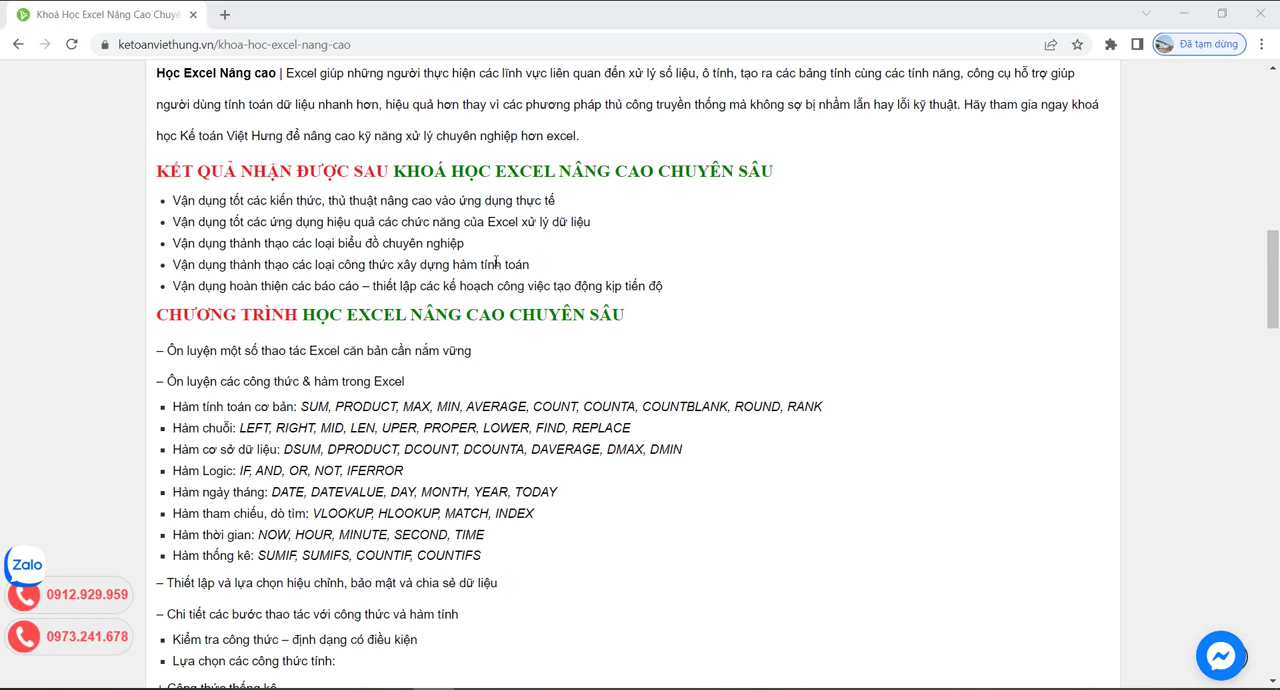 Khoá Học Excel Nâng Cao Chuyê
ketoanviethung.vn/khoa-hoc-excel-nang-cao
Đã tạm dừng
Học Excel Nâng cao | Excel giúp những người thực hiện các lĩnh vực liên quan đến xử lý số liệu, ô tính, tạo ra các bảng tính cùng các tính năng, công cụ hỗ trợ giúp
người dùng tính toán dữ liệu nhanh hơn, hiệu quả hơn thay vì các phương pháp thủ công truyền thống mà không sợ bị nhầm lẫn hay lỗi kỹ thuật. Hãy tham gia ngay khoá
học Kế toán Việt Hưng để nâng cao kỹ năng xử lý chuyên nghiệp hơn excel.
KẾT QUẢ NHẬN ĐƯỢC SAU KHOÁ HỌC EXCEL NÂNG CAO CHUYÊN SÂU
• Vận dụng tốt các kiến thức, thủ thuật nâng cao vào ứng dụng thực tế
• Vận dụng tốt các ứng dụng hiệu quả các chức năng của Excel xử lý dữ liệu
• Vận dụng thành thạo các loại biểu đồ chuyên nghiệp
• Vận dụng thành thạo các loại công thức xây dựng hàm tính toán
• Vận dụng hoàn thiện các báo cáo – thiết lập các kế hoạch công việc tạo động kịp tiến độ
CHƯƠNG TRÌNH HỌC EXCEL NÂNG CAO CHUYÊN SÂU
– Ôn luyện một số thao tác Excel căn bản cần nắm vững
– Ôn luyện các công thức & hàm trong Excel
▪ Hàm tính toán cơ bản: SUM, PRODUCT, MAX, MIN, AVERAGE, COUNT, COUNTA, COUNTBLANK, ROUND, RANK
▪ Hàm chuỗi: LEFT, RIGHT, MID, LEN, UPER, PROPER, LOWER, FIND, REPLACE
▪ Hàm cơ sở dữ liệu: DSUM, DPRODUCT, DCOUNT, DCOUNTA, DAVERAGE, DMAX, DMIN
▪ Hàm Logic: IF, AND, OR, NOT, IFERROR
▪ Hàm ngày tháng: DATE, DATEVALUE, DAY, MONTH, YEAR, TODAY
▪ Hàm tham chiếu, dò tìm: VLOOKUP, HLOOKUP, MATCH, INDEX
▪ Hàm thời gian: NOW, HOUR, MINUTE, SECOND, TIME
▪ Hàm thống kê: SUMIF, SUMIFS, COUNTIF, COUNTIFS
– Thiết lập và lựa chọn hiệu chỉnh, bảo mật và chia sẻ dữ liệu
– Chi tiết các bước thao tác với công thức và hàm tính
▪ Kiểm tra công thức – định dạng có điều kiện
▪ Lựa chọn các công thức tính:
+ Công thức thống kê
Zalo
0912.929.959
0973.241.678